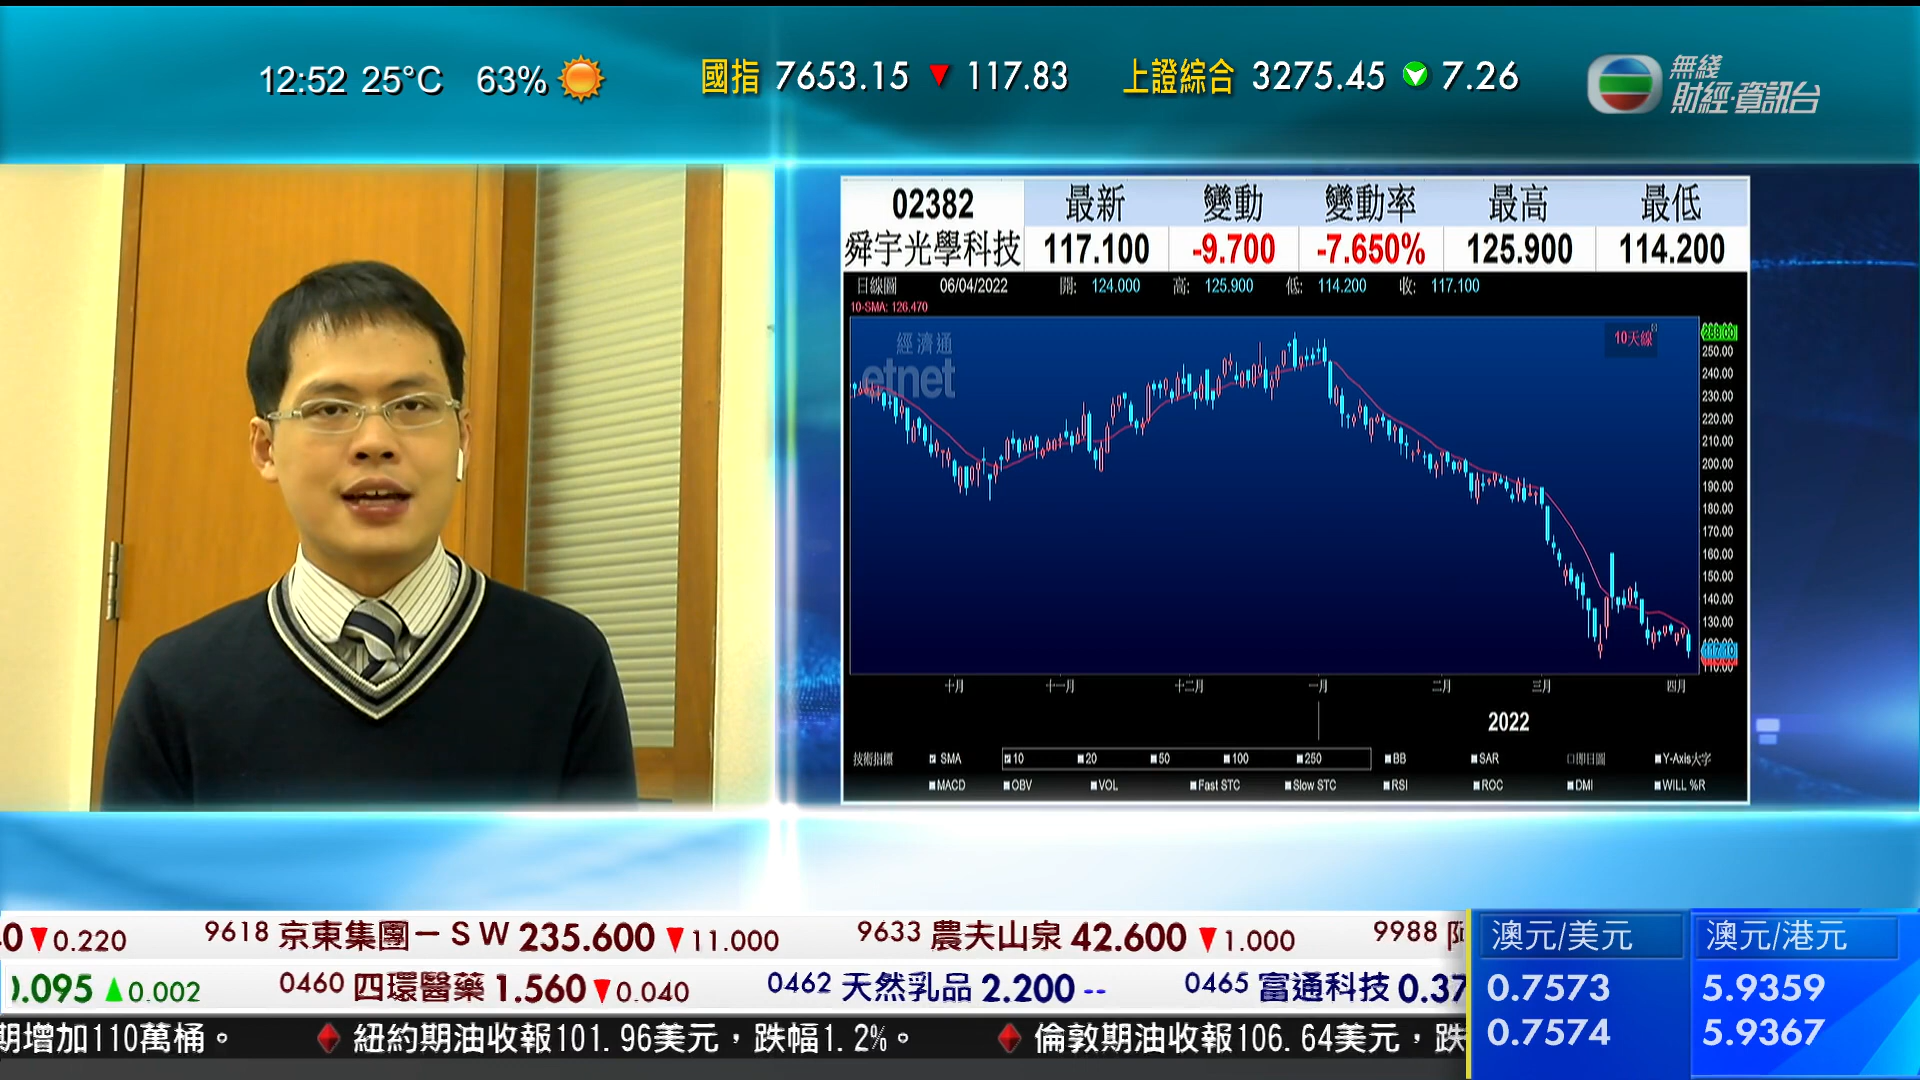 12:52 25°C 63%
國指 7653.15 ▼ 117.83
上證綜合 3275.45 7.26
無綫
財經·資訊台
02382 最新 變動 變動率 最高 最低
舜宇光學科技 117.100 -9.700 -7.650% 125.900 114.200
日線圖 06/04/2022 開: 124.000 高: 125.900 低: 114.200 收: 117.100
10-SMA: 126.470
10天線
經濟通
etnet
250.00
240.00
230.00
220.00
210.00
200.00
190.00
180.00
170.00
160.00
150.00
140.00
130.00
117.10
110.00
十月 十一月 十二月 一月 二月 三月 四月
2022
技術指標 SMA 10 20 50 100 250 BB SAR 即日圖 Y-Axis大字
MACD OBV VOL Fast STC Slow STC RSI ROC DMI WILL %R
0 ▼ 0.220 9618 京東集團－ＳＷ 235.600 ▼ 11.000 9633 農夫山泉 42.600 ▼ 1.000 9988
.095 ▲ 0.002 0460 四環醫藥 1.560 ▼ 0.040 0462 天然乳品 2.200 -- 0465 富通科技 0.37
期增加110萬桶。 紐約期油收報101.96美元，跌幅1.2%。 倫敦期油收報106.64美元，跌
澳元/美元 澳元/港元
0.7573 5.9359
0.7574 5.9367